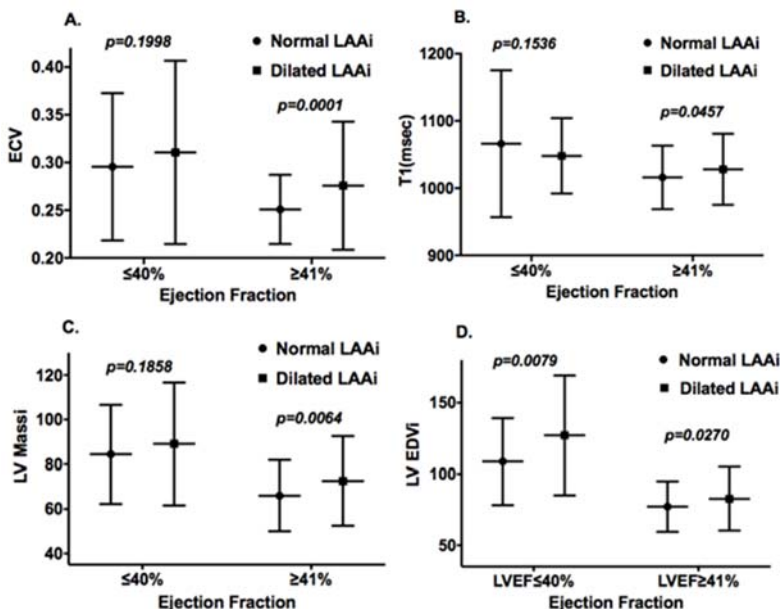 A.
p=0.1998
Normal LAAi
Dilated LAAi
p=0.0001
ECV
0.40
0.35
0.30
0.25
0.20
≤40%
≥41%
Ejection Fraction
B.
p=0.1536
Normal LAAi
Dilated LAAi
p=0.0457
T1(msec)
1200
1100
1000
900
≤40%
≥41%
Ejection Fraction
C.
p=0.1858
Normal LAAi
Dilated LAAi
p=0.0064
LV Massi
120
100
80
60
40
≤40%
≥41%
Ejection Fraction
D.
p=0.0079
Normal LAAi
Dilated LAAi
p=0.0270
LV EDVi
150
100
50
LVEF≤40%
LVEF≥41%
Ejection Fraction